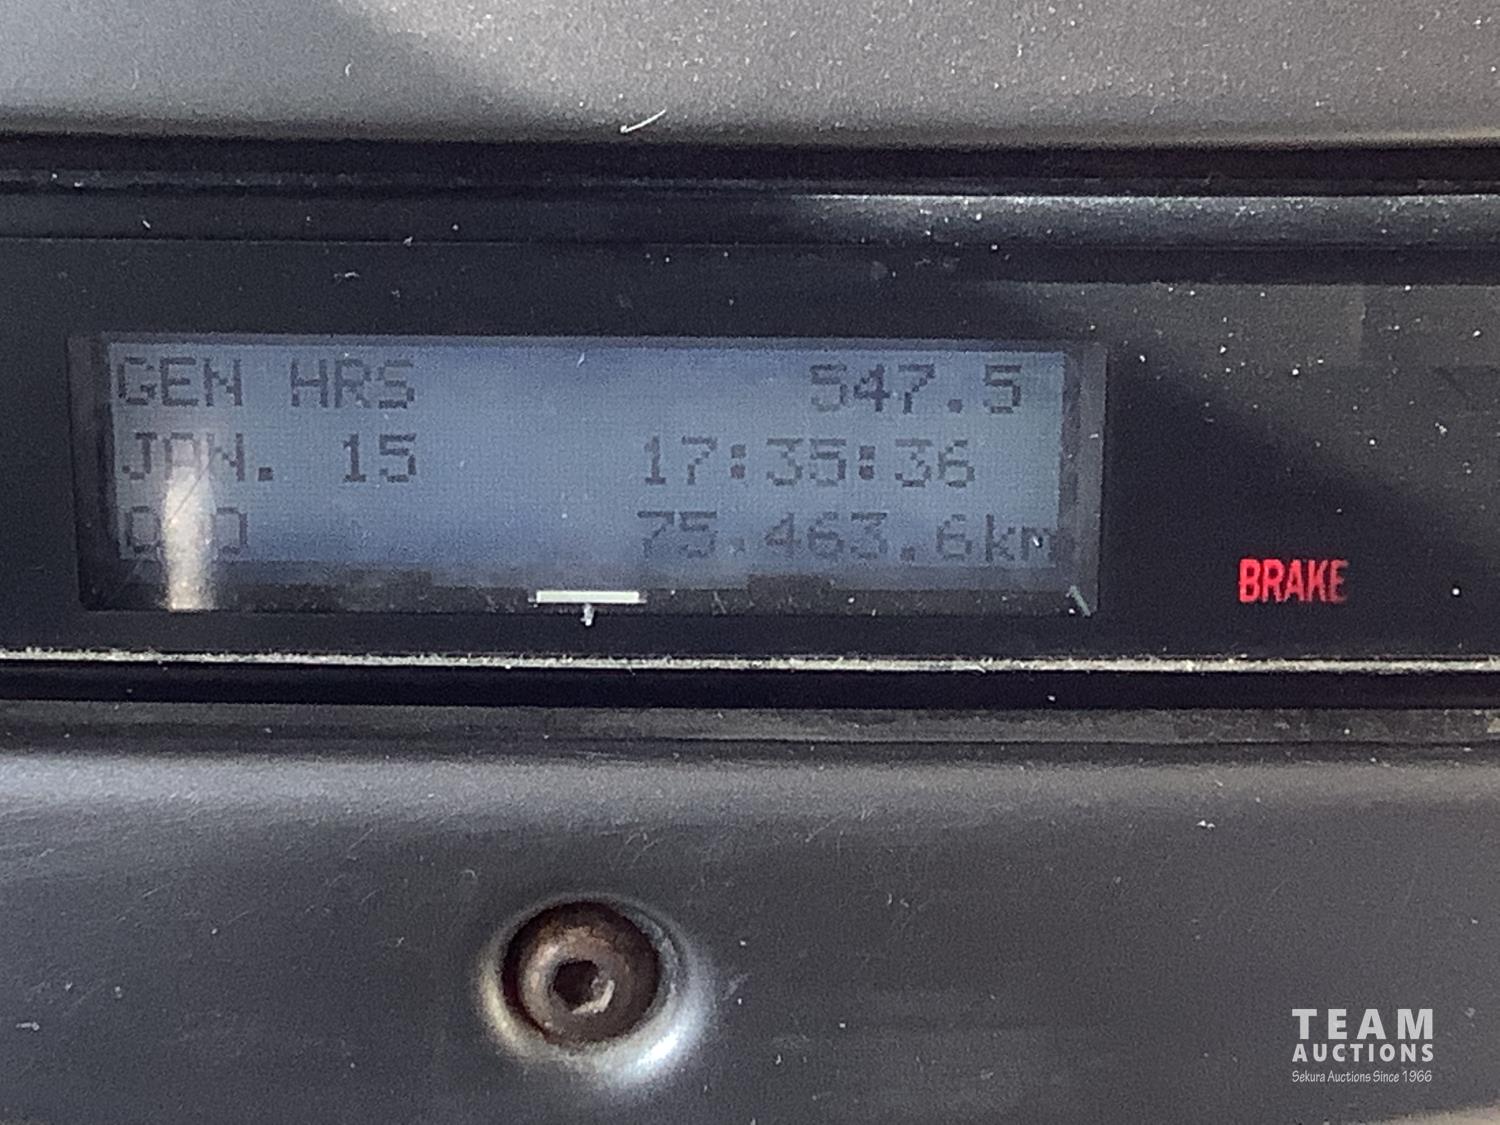 GEN HRS 547.5
JAN. 15 17:35:36
ODO 75,463.6km
BRAKE
TEAM
AUCTIONS
Sekura Auctions Since 1966